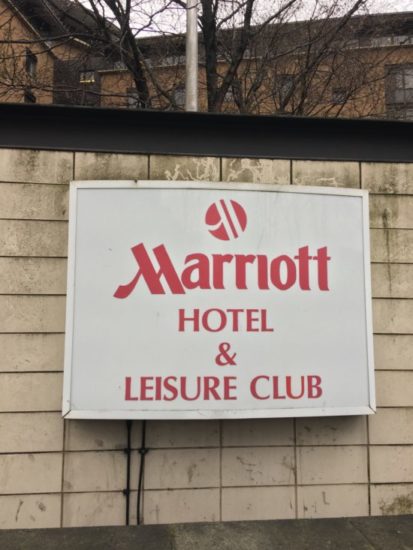 Marriott
HOTEL
&
LEISURE CLUB